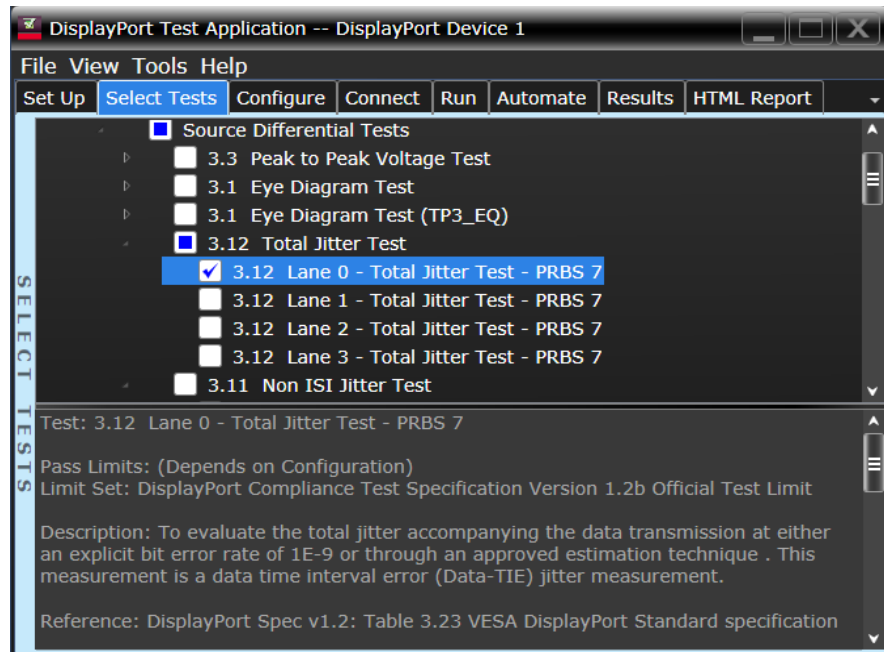 DisplayPort Test Application -- DisplayPort Device 1
File View Tools Help
Set Up Select Tests Configure Connect Run Automate Results HTML Report
Source Differential Tests
3.3 Peak to Peak Voltage Test
3.1 Eye Diagram Test
3.1 Eye Diagram Test (TP3_EQ)
3.12 Total Jitter Test
3.12 Lane 0 - Total Jitter Test - PRBS 7
3.12 Lane 1 - Total Jitter Test - PRBS 7
3.12 Lane 2 - Total Jitter Test - PRBS 7
3.12 Lane 3 - Total Jitter Test - PRBS 7
3.11 Non ISI Jitter Test
SELECT TESTS
Test: 3.12 Lane 0 - Total Jitter Test - PRBS 7
Pass Limits: (Depends on Configuration)
Limit Set: DisplayPort Compliance Test Specification Version 1.2b Official Test Limit
Description: To evaluate the total jitter accompanying the data transmission at either
an explicit bit error rate of 1E-9 or through an approved estimation technique . This
measurement is a data time interval error (Data-TIE) jitter measurement.
Reference: DisplayPort Spec v1.2: Table 3.23 VESA DisplayPort Standard specification